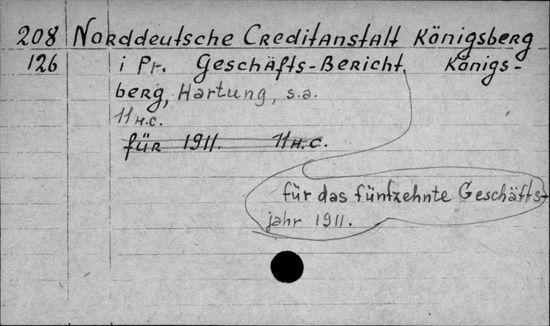 208 Norddeutsche Creditanstalt Königsberg
126 i Pr. Geschäfts-Bericht Königs-
berg, Hartung, s.a.
11 н.с.
für 1911. 11 н.с.
für das fünfzehnte Geschäfts-
jahr 1911.